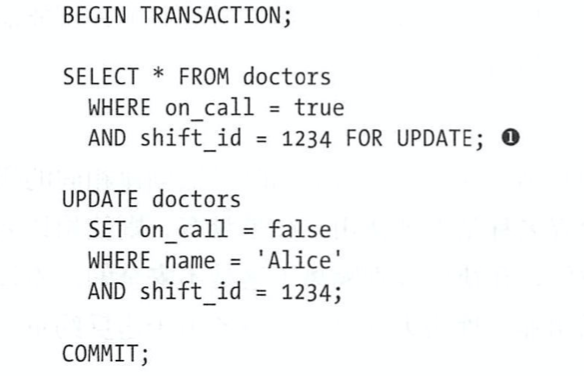 BEGIN TRANSACTION;
SELECT * FROM doctors
WHERE on_call = true
AND shift_id = 1234 FOR UPDATE; ❶
UPDATE doctors
SET on_call = false
WHERE name = 'Alice'
AND shift_id = 1234;
COMMIT;